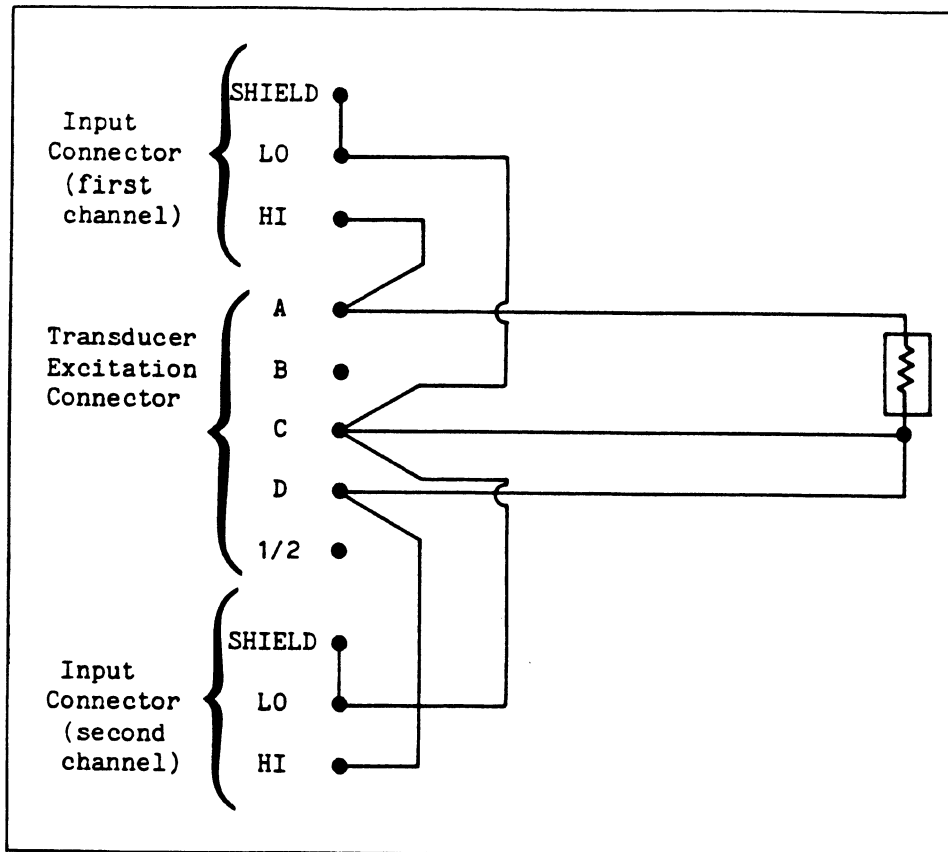 SHIELD
Input
Connector
(first
channel)
LO
HI
A
Transducer
Excitation
Connector
B
C
D
1/2
SHIELD
Input
Connector
(second
channel)
LO
HI